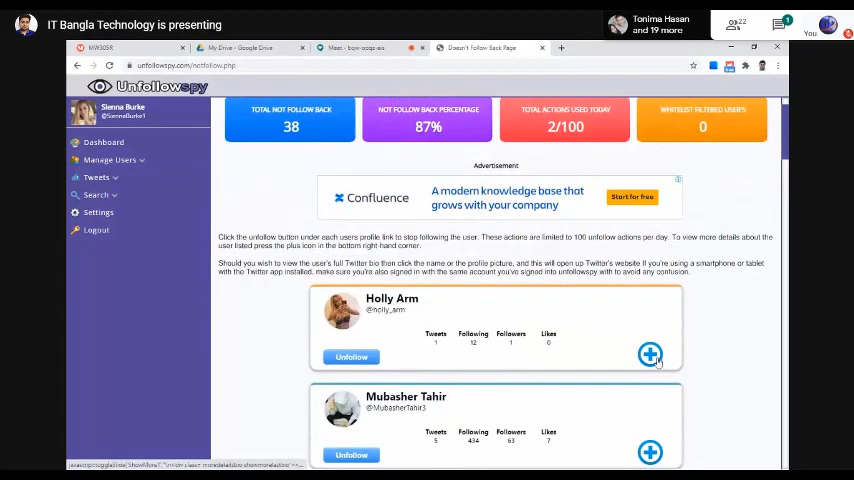 IT Bangla Technology is presenting
Tonima Hasan
and 19 more
22
1
You
MW305R
My Drive - Google Drive
Doesn't Follow Back Page
unfollowspy.com/notfollow.php
Unfollowspy
Sienna Burke
@SiennaBurke1
Dashboard
Manage Users
Tweets
Search
Settings
Logout
TOTAL NOT FOLLOW BACK
38
NOT FOLLOW BACK PERCENTAGE
87%
TOTAL ACTIONS USED TODAY
2/100
WHITELIST FILTERED USER'S
0
Advertisement
Confluence
A modern knowledge base that
grows with your company
Start for free
Click the unfollow button under each users profile link to stop following the user. These actions are limited to 100 unfollow actions per day. To view more details about the
user listed press the plus icon in the bottom right-hand corner.
Should you wish to view the user's full Twitter bio then click the name or the profile picture, and this will open up Twitter's website If you're using a smartphone or tablet
with the Twitter app installed, make sure you're also signed in with the same account you've signed into unfollowspy with to avoid any confusion.
Holly Arm
@holly_arm
Tweets Following Followers Likes
1 12 1 0
Unfollow
Mubasher Tahir
@MubasherTahir3
Tweets Following Followers Likes
5 434 63 7
Unfollow